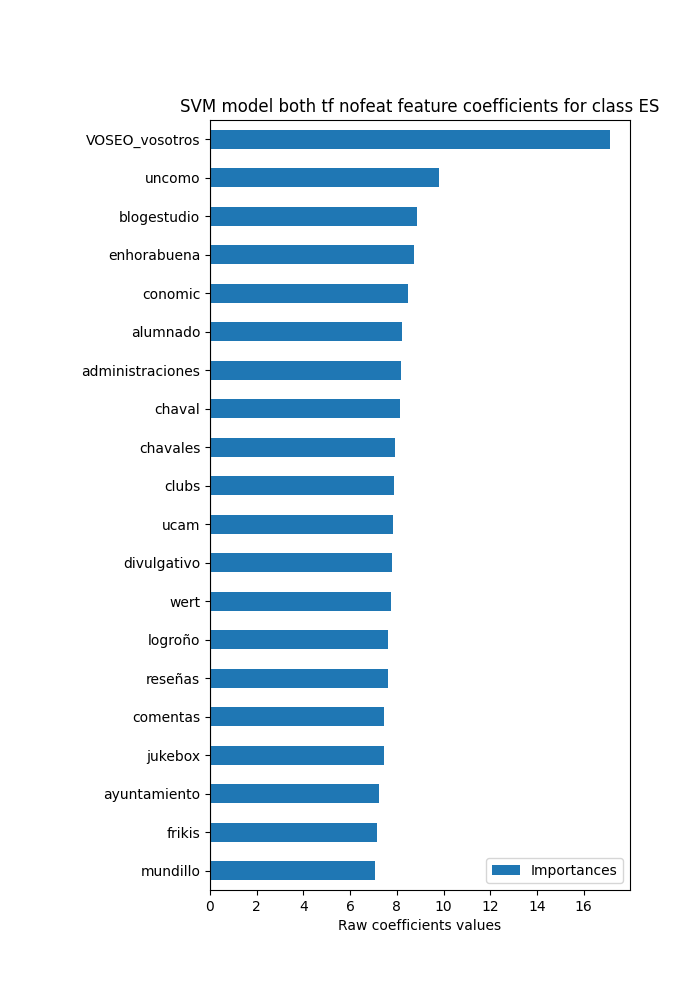 SVM model both tf nofeat feature coefficients for class ES
VOSEO_vosotros
uncomo
blogestudio
enhorabuena
conomic
alumnado
administraciones
chaval
chavales
clubs
ucam
divulgativo
wert
logroño
reseñas
comentas
jukebox
ayuntamiento
frikis
mundillo
Importances
0 2 4 6 8 10 12 14 16
Raw coefficients values